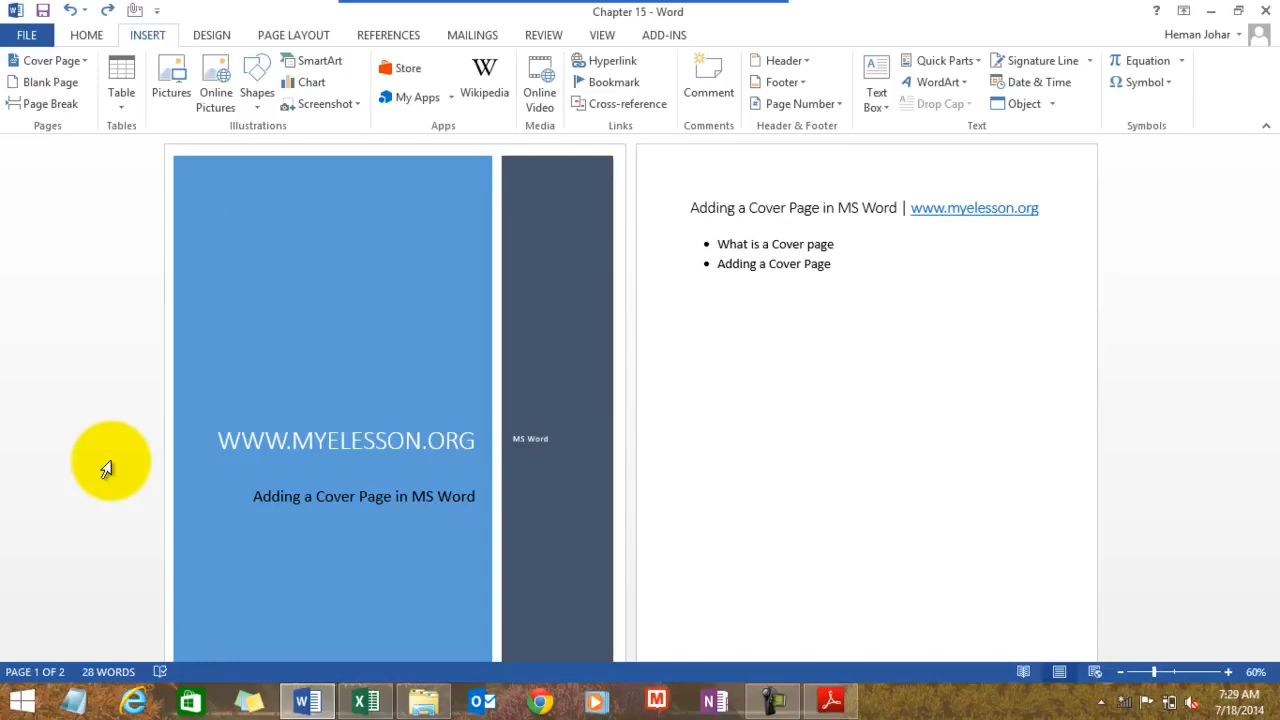 Chapter 15 - Word
?
FILE HOME INSERT DESIGN PAGE LAYOUT REFERENCES MAILINGS REVIEW VIEW ADD-INS Heman Johar
Cover Page
Blank Page
Page Break
Pages
Table
Tables
Pictures
Online Pictures
Shapes
SmartArt
Chart
Screenshot
Illustrations
Store
My Apps
W
Wikipedia
Apps
Online Video
Media
Hyperlink
Bookmark
Cross-reference
Links
Comment
Comments
Header
Footer
Page Number
Header & Footer
Text Box
Quick Parts
WordArt
Drop Cap
Signature Line
Date & Time
Object
Text
Equation
Symbol
Symbols
WWW.MYELESSON.ORG
Adding a Cover Page in MS Word
MS Word
Adding a Cover Page in MS Word | www.myelesson.org
• What is a Cover page
• Adding a Cover Page
PAGE 1 OF 2 28 WORDS
60%
7:29 AM
7/18/2014